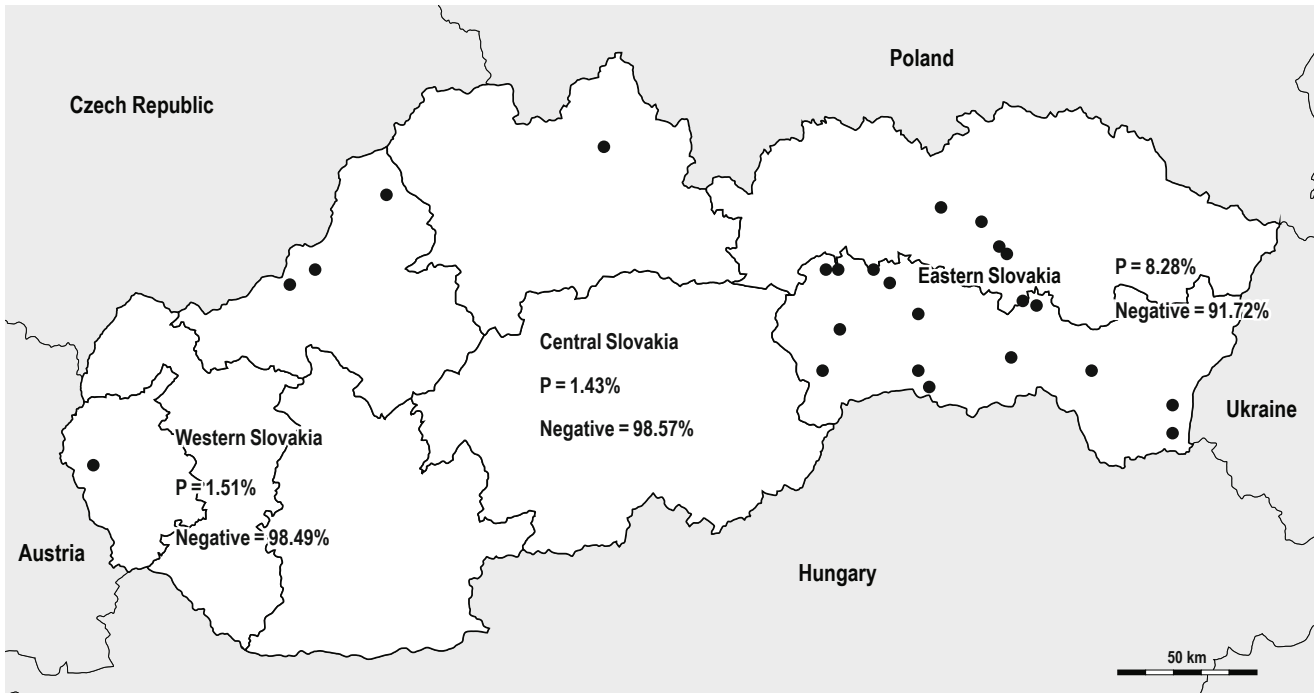 Poland
Czech Republic
Eastern Slovakia
P = 8.28%
Negative = 91.72%
Central Slovakia
P = 1.43%
Negative = 98.57%
Ukraine
Western Slovakia
P = 1.51%
Negative = 98.49%
Austria
Hungary
50 km